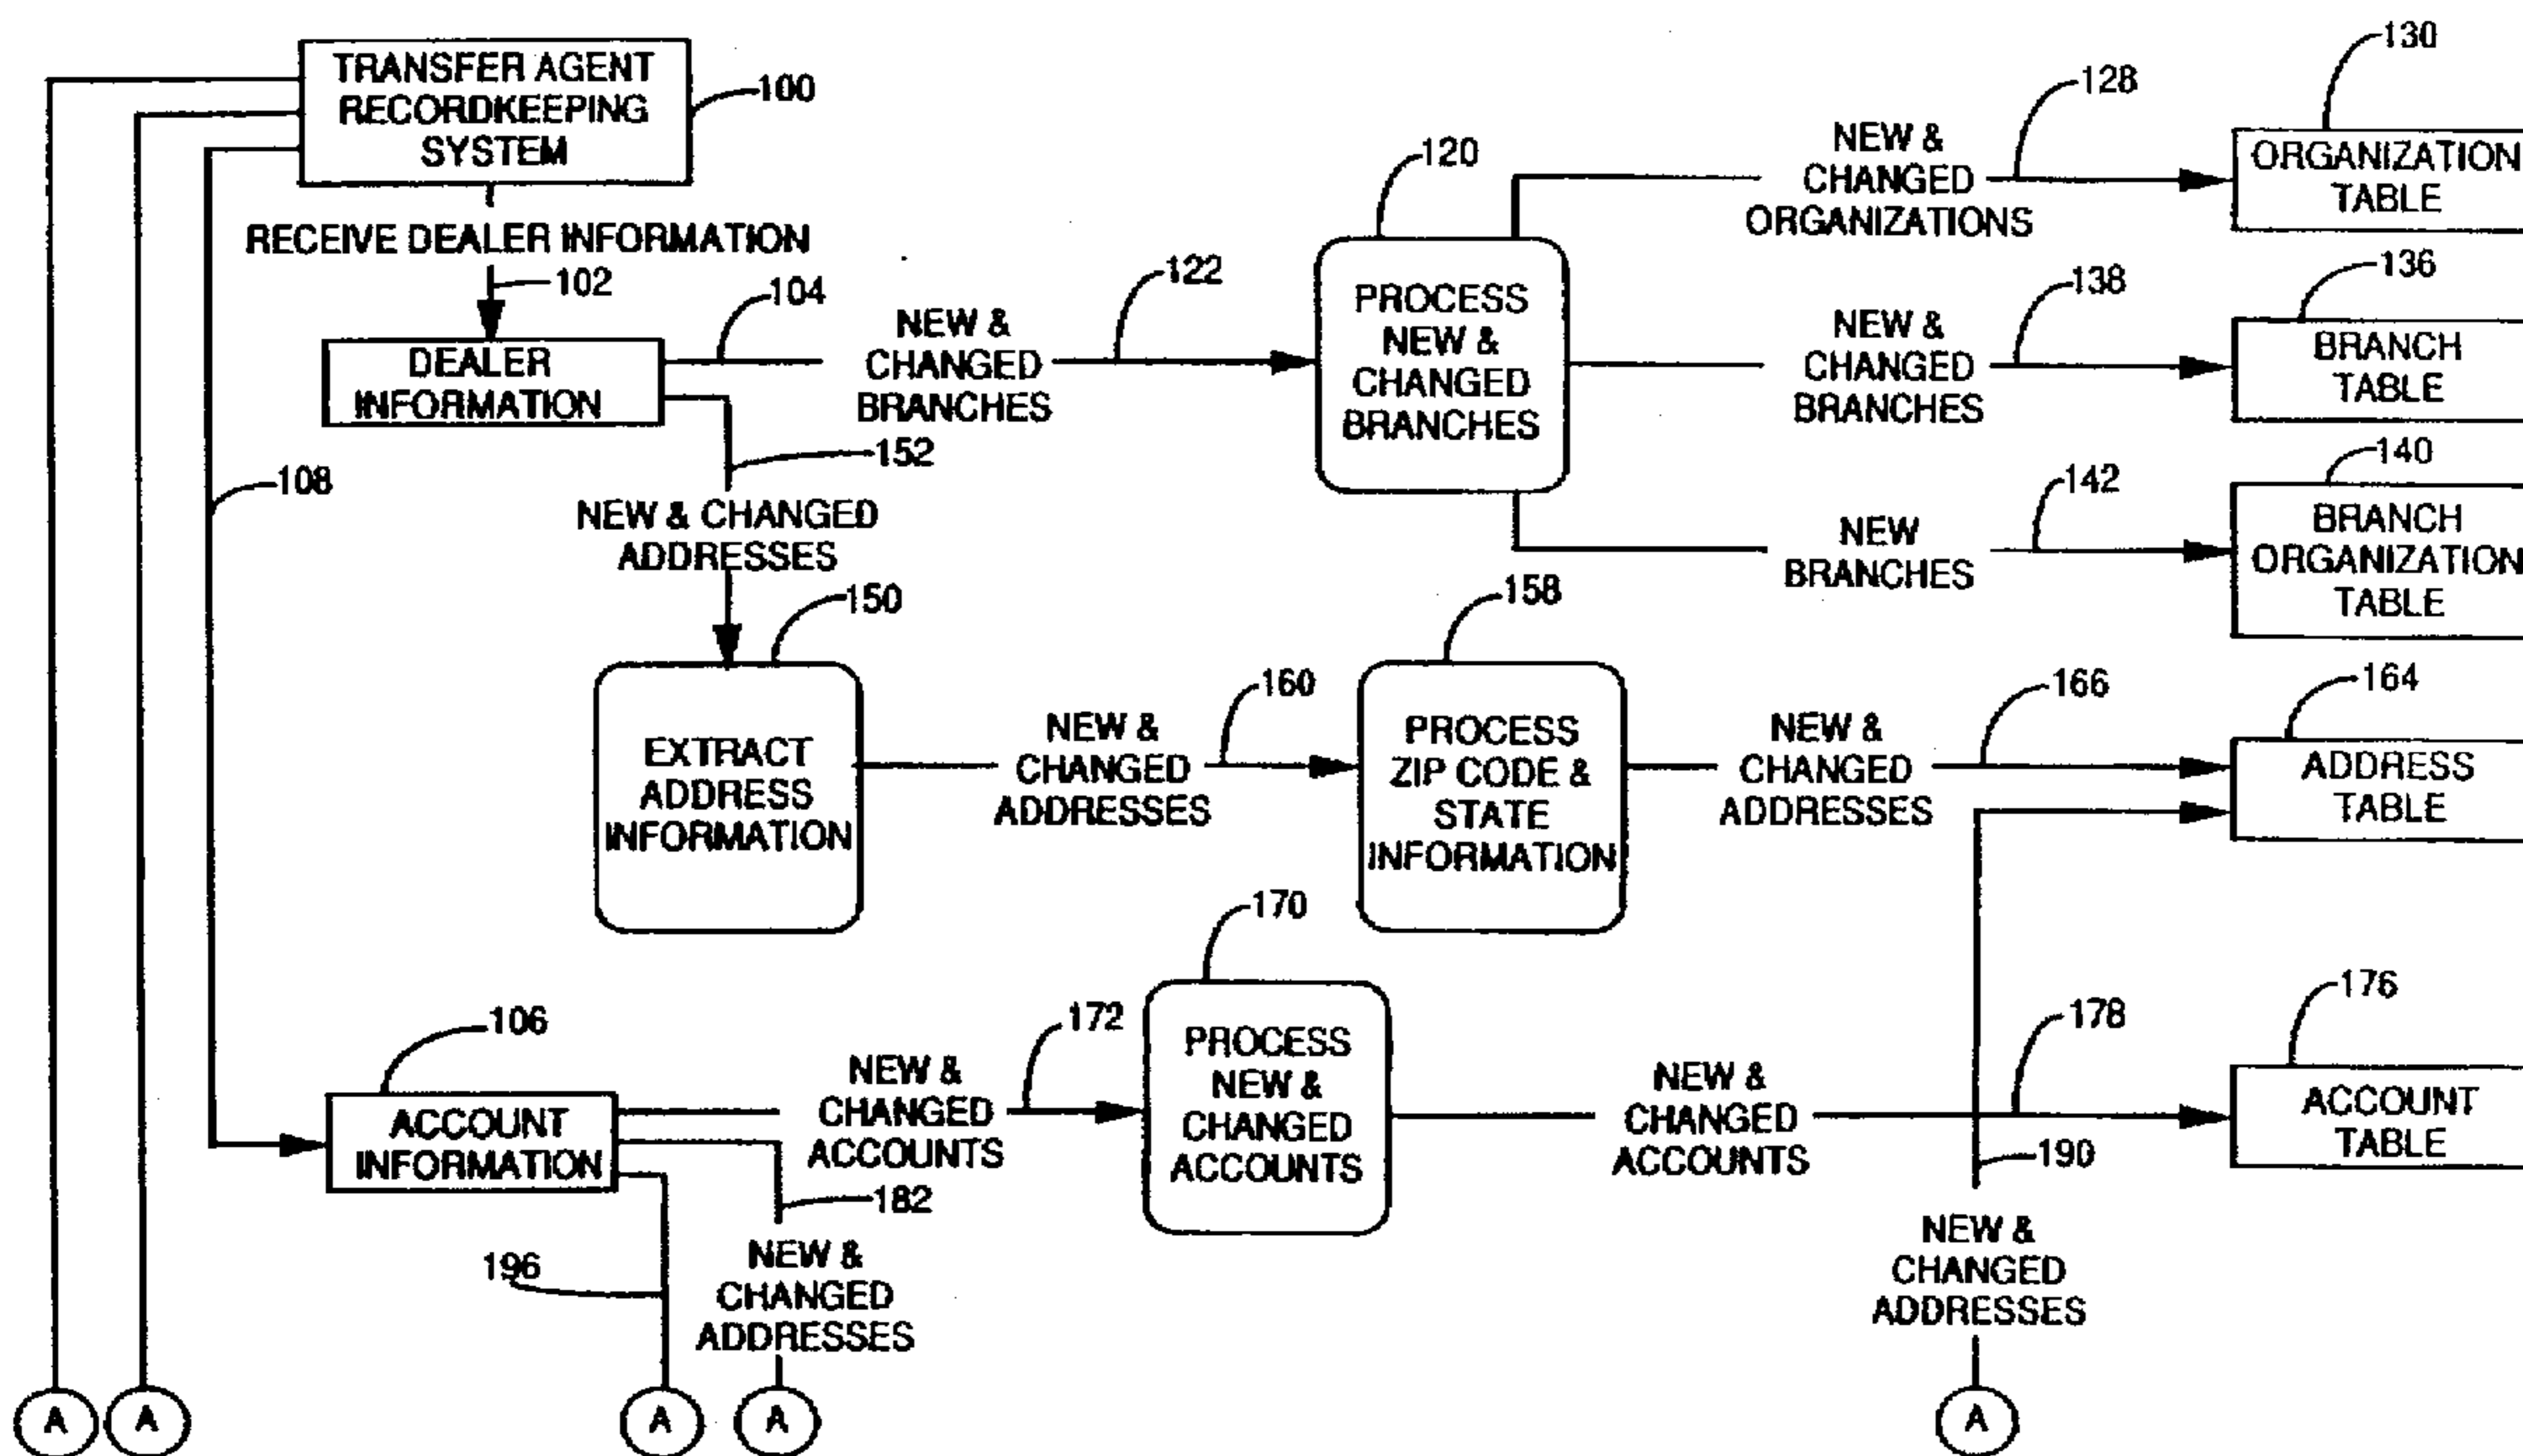 TRANSFER AGENT
RECORDKEEPING
SYSTEM
100
RECEIVE DEALER INFORMATION
102
DEALER
INFORMATION
104
NEW &
CHANGED
BRANCHES
122
120
PROCESS
NEW &
CHANGED
BRANCHES
NEW &
CHANGED
ORGANIZATIONS
128
130
ORGANIZATION
TABLE
NEW &
CHANGED
BRANCHES
138
136
BRANCH
TABLE
NEW
BRANCHES
142
140
BRANCH
ORGANIZATION
TABLE
108
152
NEW & CHANGED
ADDRESSES
150
EXTRACT
ADDRESS
INFORMATION
NEW &
CHANGED
ADDRESSES
160
158
PROCESS
ZIP CODE &
STATE
INFORMATION
NEW &
CHANGED
ADDRESSES
166
164
ADDRESS
TABLE
106
ACCOUNT
INFORMATION
NEW &
CHANGED
ACCOUNTS
172
170
PROCESS
NEW &
CHANGED
ACCOUNTS
NEW &
CHANGED
ACCOUNTS
178
176
ACCOUNT
TABLE
182
NEW &
CHANGED
ADDRESSES
196
190
NEW &
CHANGED
ADDRESSES
A
A
A
A
A